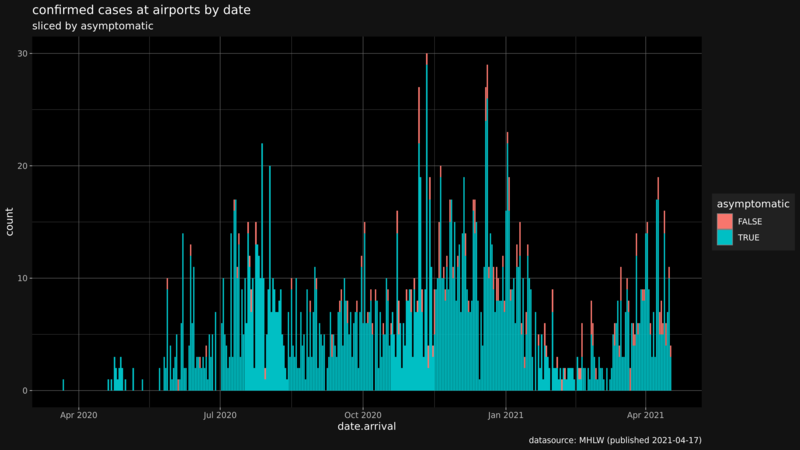 confirmed cases at airports by date
sliced by asymptomatic
30
20
10
0
count
Apr 2020
Jul 2020
Oct 2020
Jan 2021
Apr 2021
date.arrival
asymptomatic
FALSE
TRUE
datasource: MHLW (published 2021-04-17)